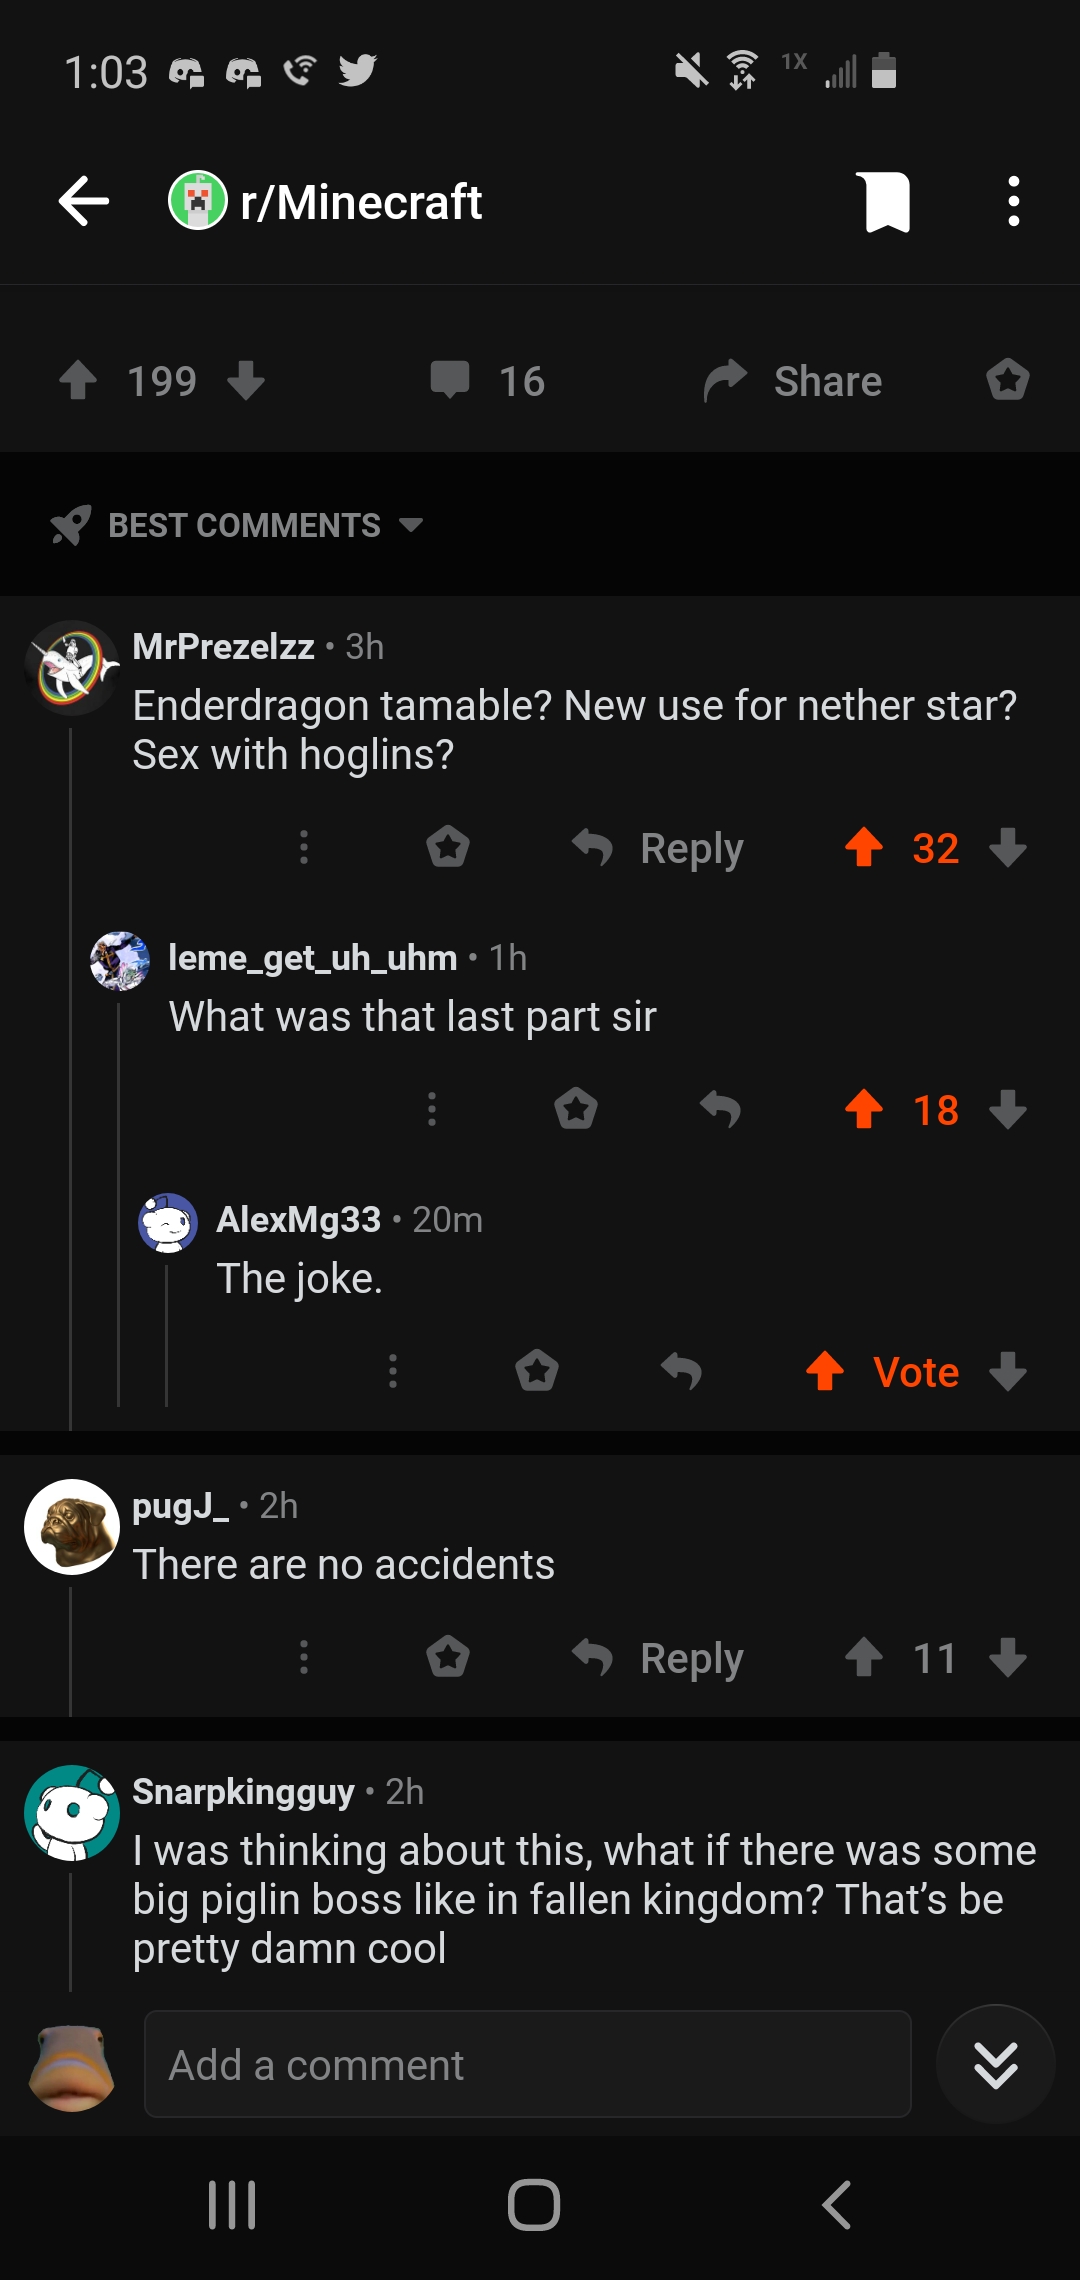 1:03
1X
r/Minecraft
199
16
Share
BEST COMMENTS
MrPrezelzz • 3h
Enderdragon tamable? New use for nether star?
Sex with hoglins?
Reply
32
leme_get_uh_uhm • 1h
What was that last part sir
18
AlexMg33 • 20m
The joke.
Vote
pugJ_ • 2h
There are no accidents
Reply
11
Snarpkingguy • 2h
I was thinking about this, what if there was some
big piglin boss like in fallen kingdom? That’s be
pretty damn cool
Add a comment